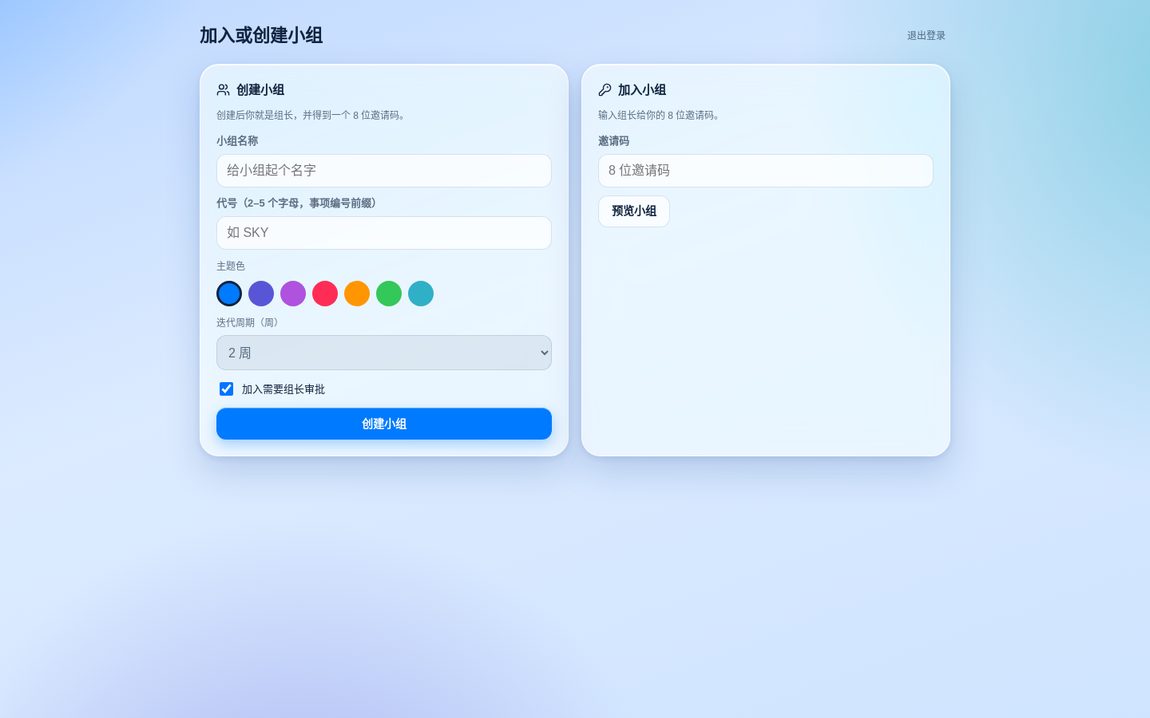 加入或创建小组
退出登录
创建小组
创建后你就是组长，并得到一个 8 位邀请码。
小组名称
给小组起个名字
代号（2–5 个字母，事项编号前缀）
如 SKY
主题色
迭代周期（周）
2 周
加入需要组长审批
创建小组
加入小组
输入组长给你的 8 位邀请码。
邀请码
8 位邀请码
预览小组